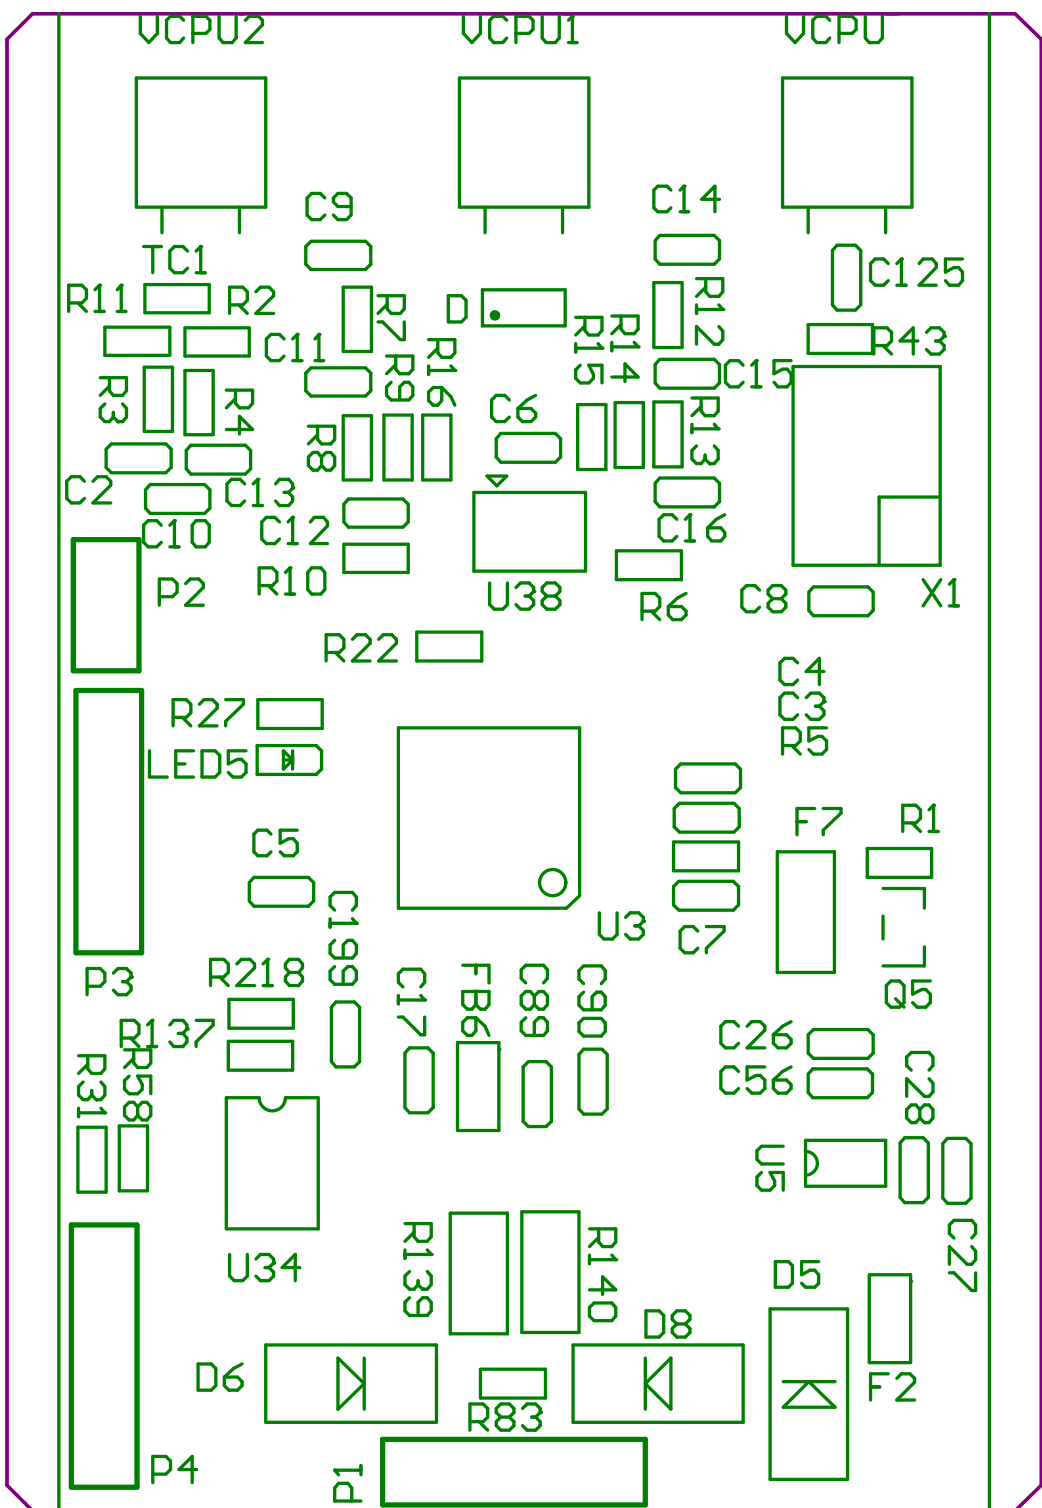 VCPU2 VCPU1 VCPU
C9 C14
TC1 C125
R11 R2 R7 D R12
C11 R9 R16 R15 R14 R43
C15
R3 R4 C6 R13
R8
C2 C13
C10 C12 C16
R10 P2 U38 R6 C8 X1
R22
C4
C3
R27 R5
LED5
F7 R1
C5
C199 U3 C7
P3 R218 C17 FB6 C89 C90 Q5
R137 C26
R31 R58 C56 C28
U5
R139 R140 C27
U34 D5
D8
D6 F2
R83
P4 P1